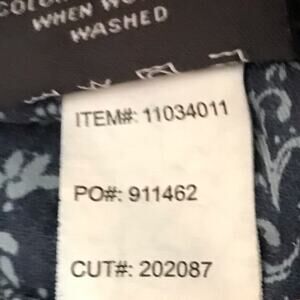 WHEN
WASHED
ITEM#: 11034011
PO#: 911462
CUT#: 202087